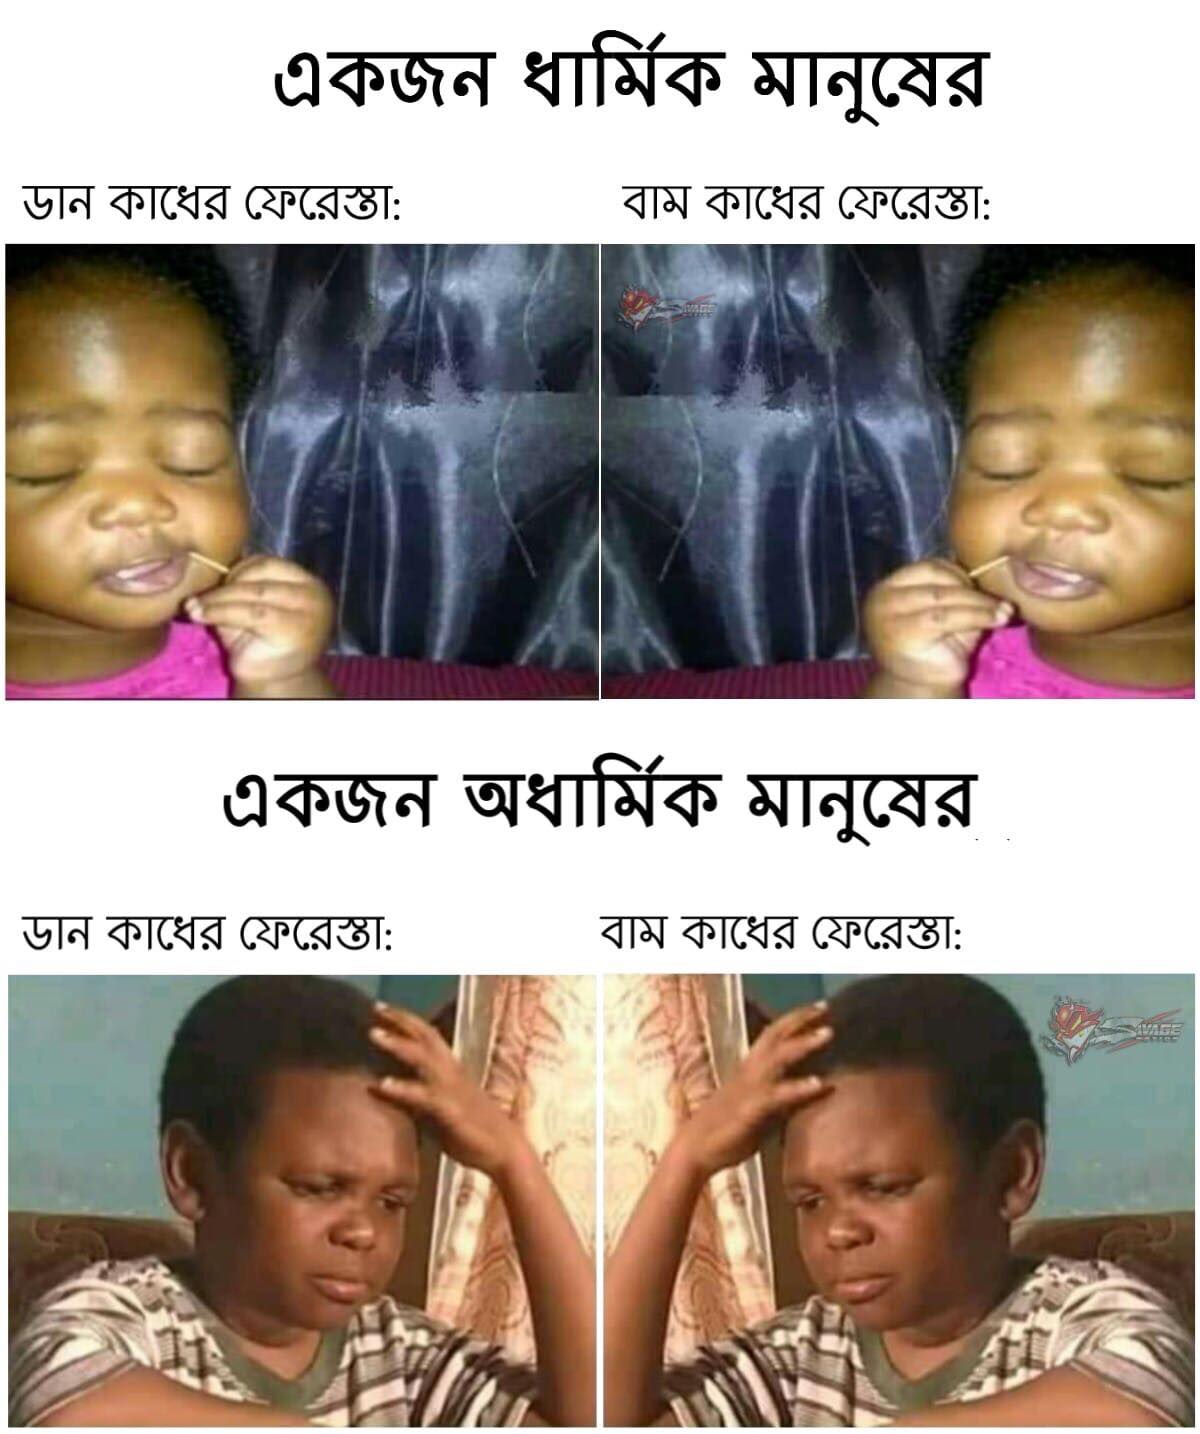 একজন ধার্মিক মানুষের
ডান কাধের ফেরেস্তা:
বাম কাধের ফেরেস্তা:
একজন অধার্মিক মানুষের
ডান কাধের ফেরেস্তা:
বাম কাধের ফেরেস্তা: